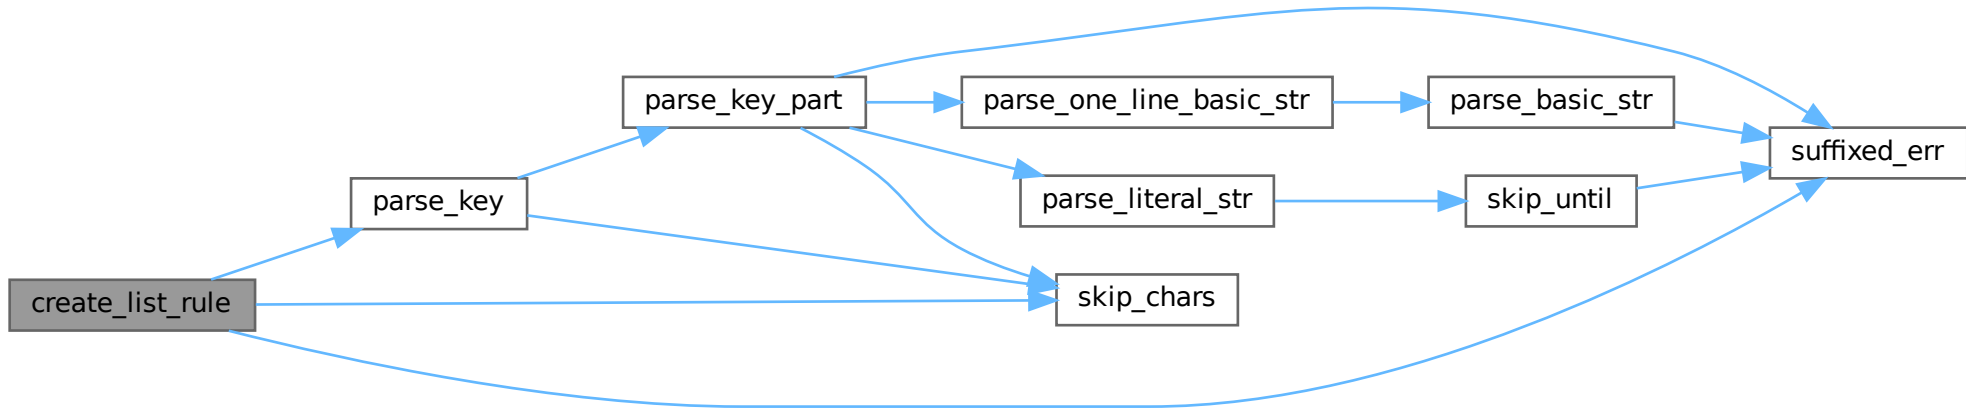 create_list_rule
parse_key
parse_key_part
parse_one_line_basic_str
parse_basic_str
suffixed_err
parse_literal_str
skip_until
skip_chars